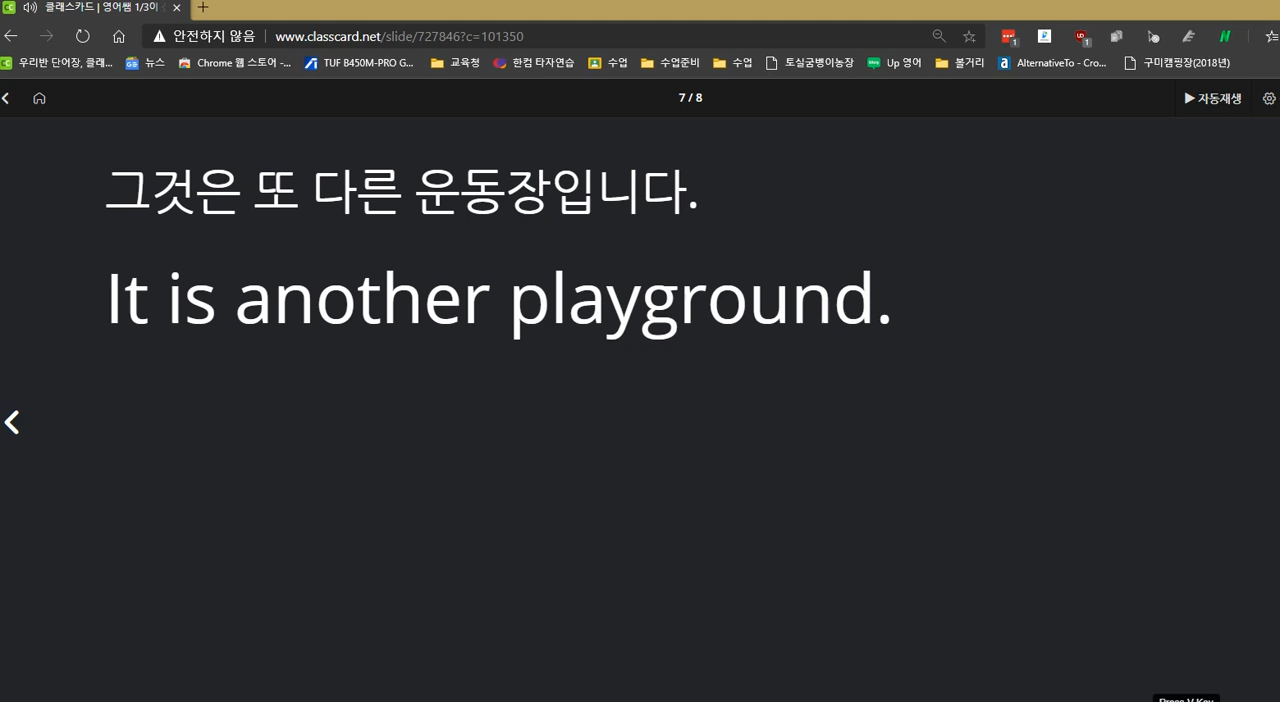 클래스카드 | 영어쌤 1/3이
안전하지 않음 | www.classcard.net/slide/727846?c=101350
우리반 단어장, 클래... 뉴스 Chrome 웹 스토어 -... TUF B450M-PRO G... 교육청 한컴 타자연습 수업 수업준비 수업 토실굼벵이농장 Up 영어 볼거리 AlternativeTo - Cro... 구미캠핑장(2018년)
7 / 8 자동재생
그것은 또 다른 운동장입니다.
It is another playground.
Press V Key